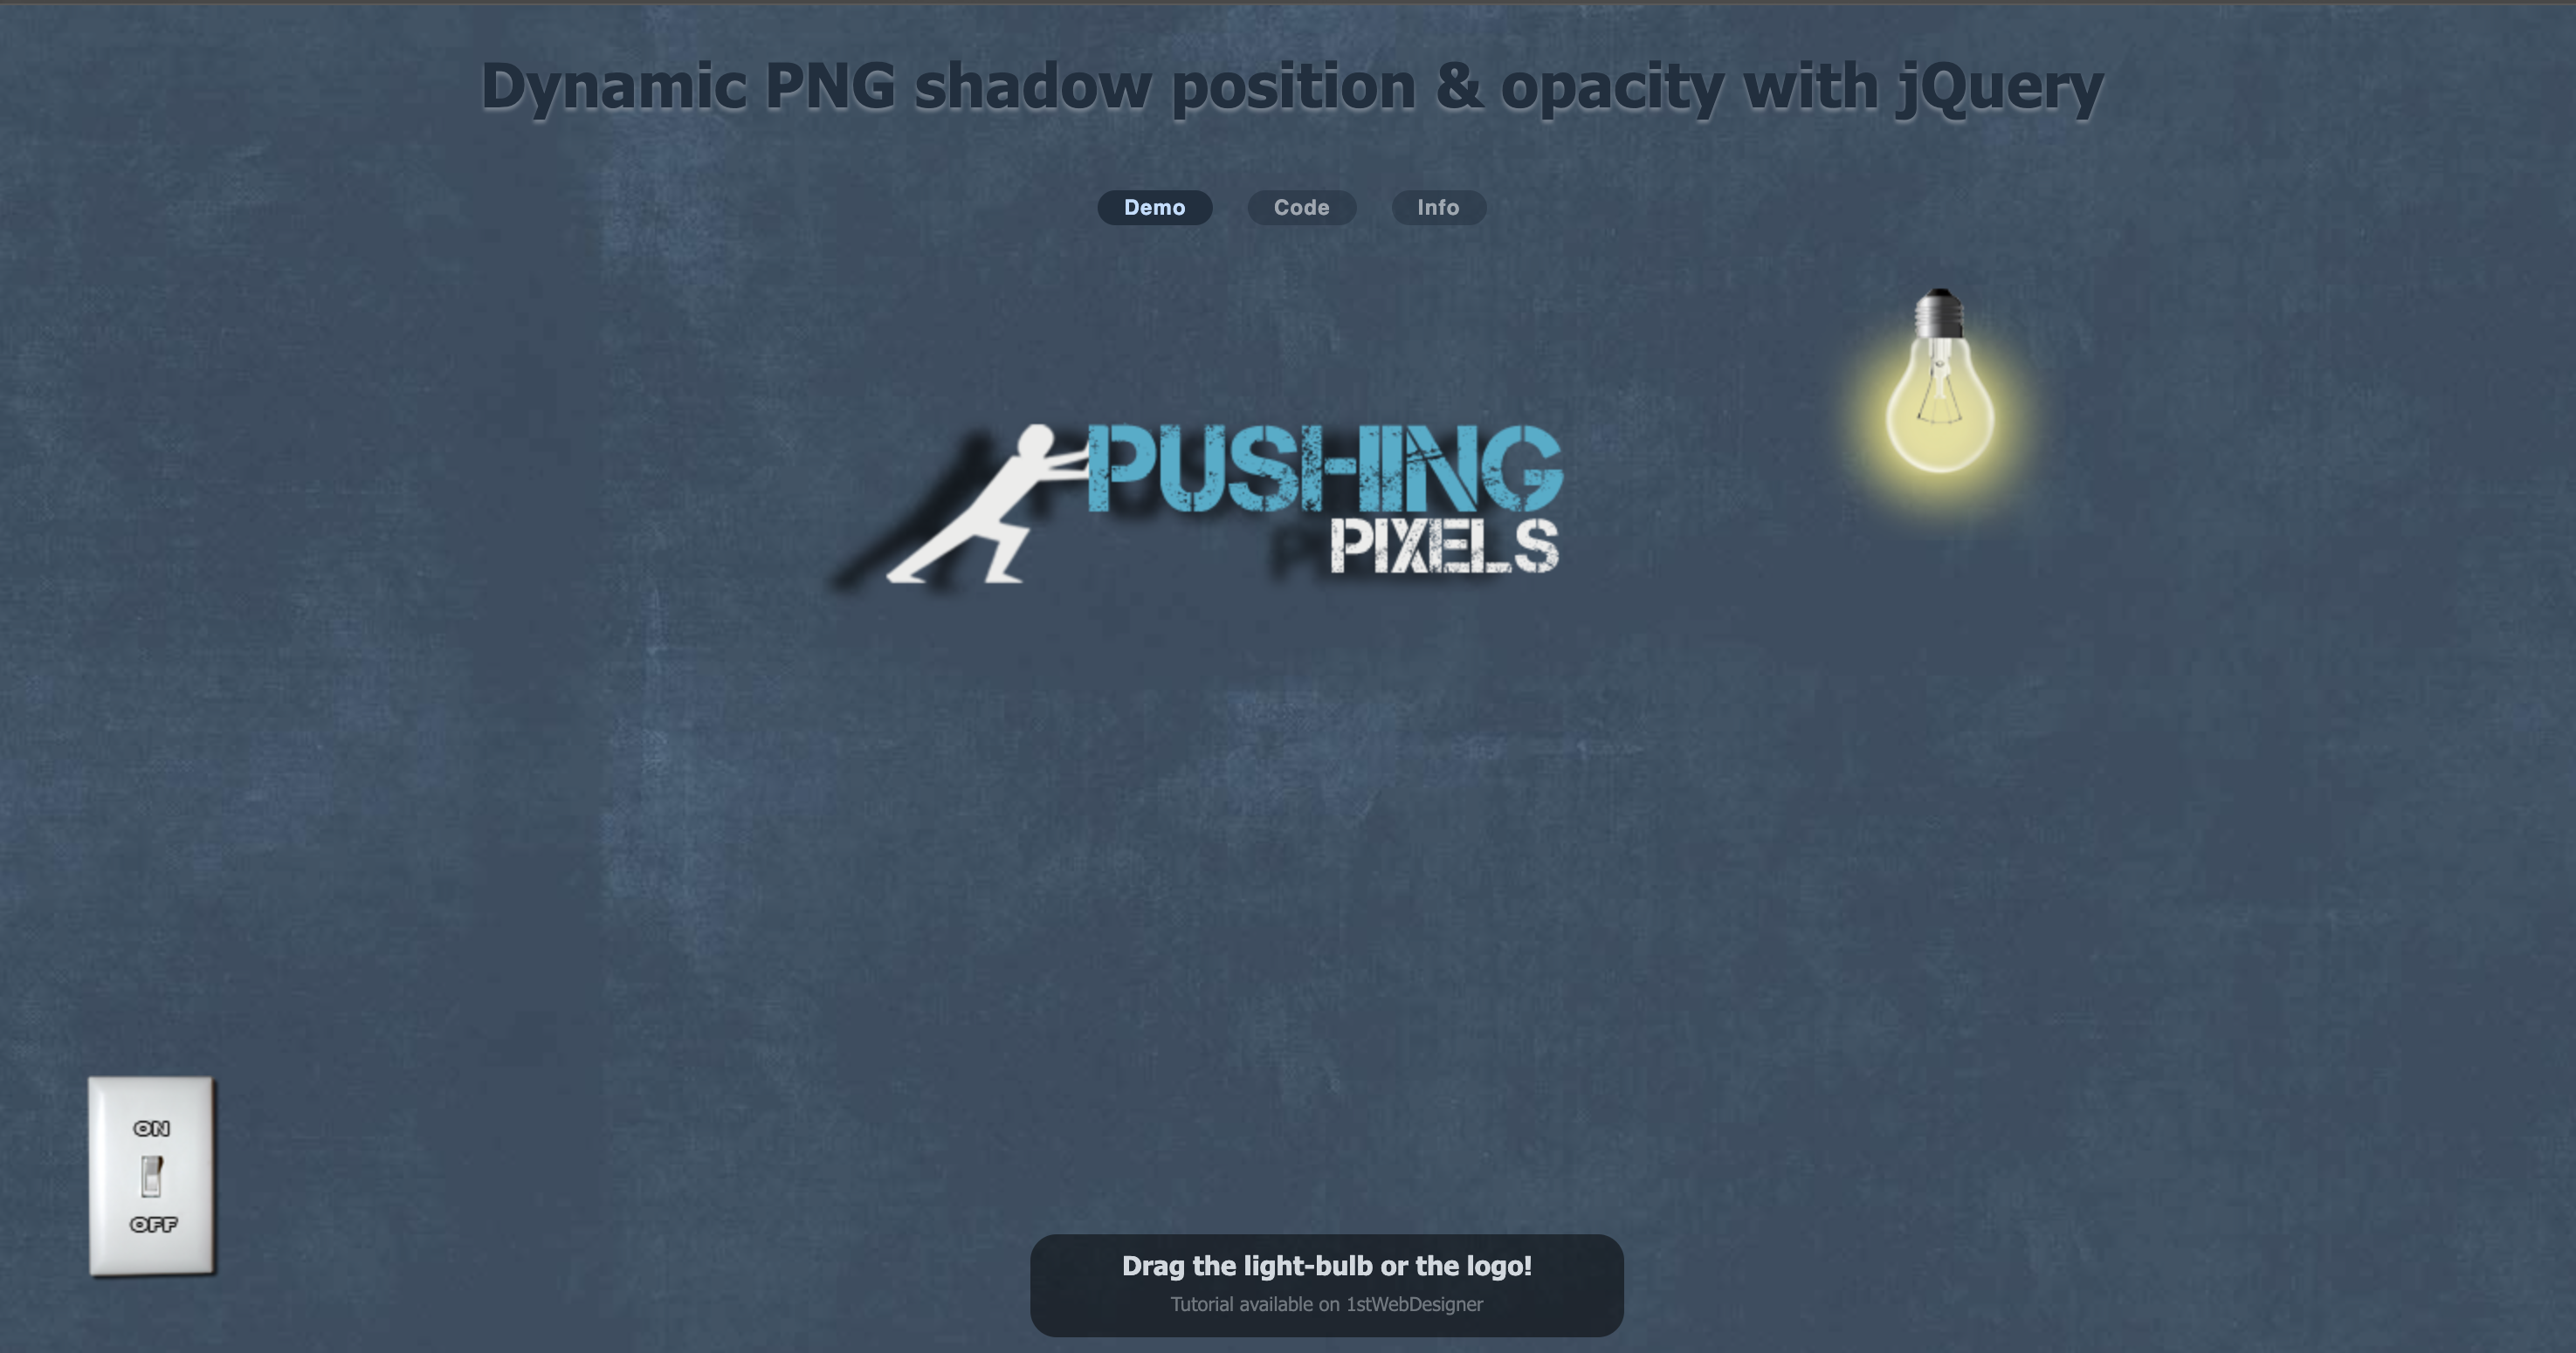 Dynamic PNG shadow position & opacity with jQuery
Demo Code Info
PUSHING
PIXELS
ON
OFF
Drag the light-bulb or the logo!
Tutorial available on 1stWebDesigner